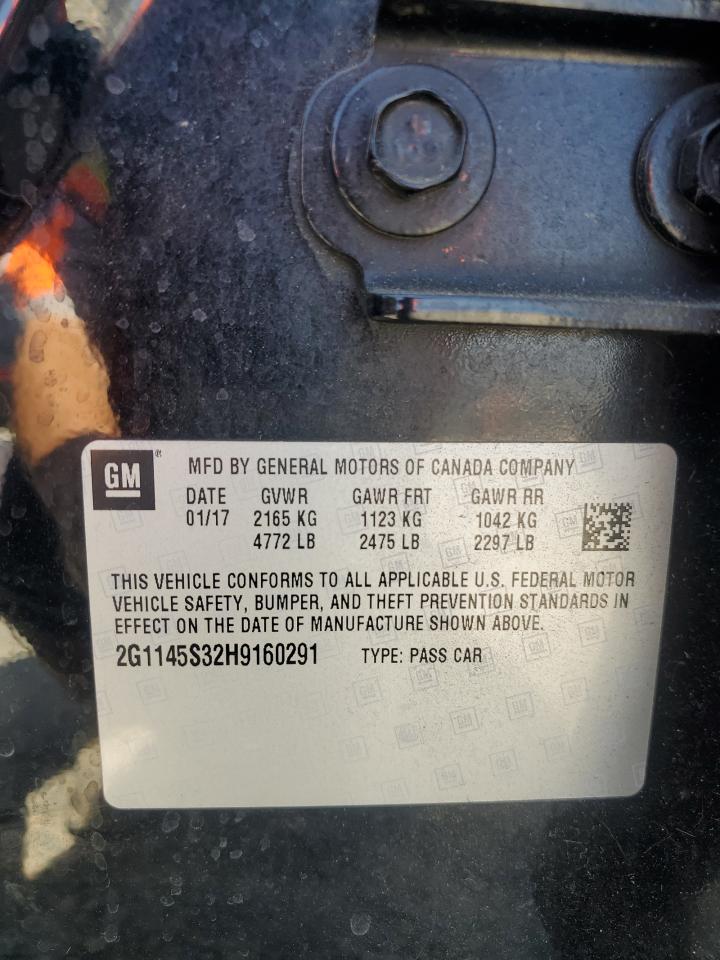 GM ® MFD BY GENERAL MOTORS OF CANADA COMPANY
DATE GVWR GAWR FRT GAWR RR
01/17 2165 KG 1123 KG 1042 KG
4772 LB 2475 LB 2297 LB
THIS VEHICLE CONFORMS TO ALL APPLICABLE U.S. FEDERAL MOTOR
VEHICLE SAFETY, BUMPER, AND THEFT PREVENTION STANDARDS IN
EFFECT ON THE DATE OF MANUFACTURE SHOWN ABOVE.
2G1145S32H9160291 TYPE: PASS CAR